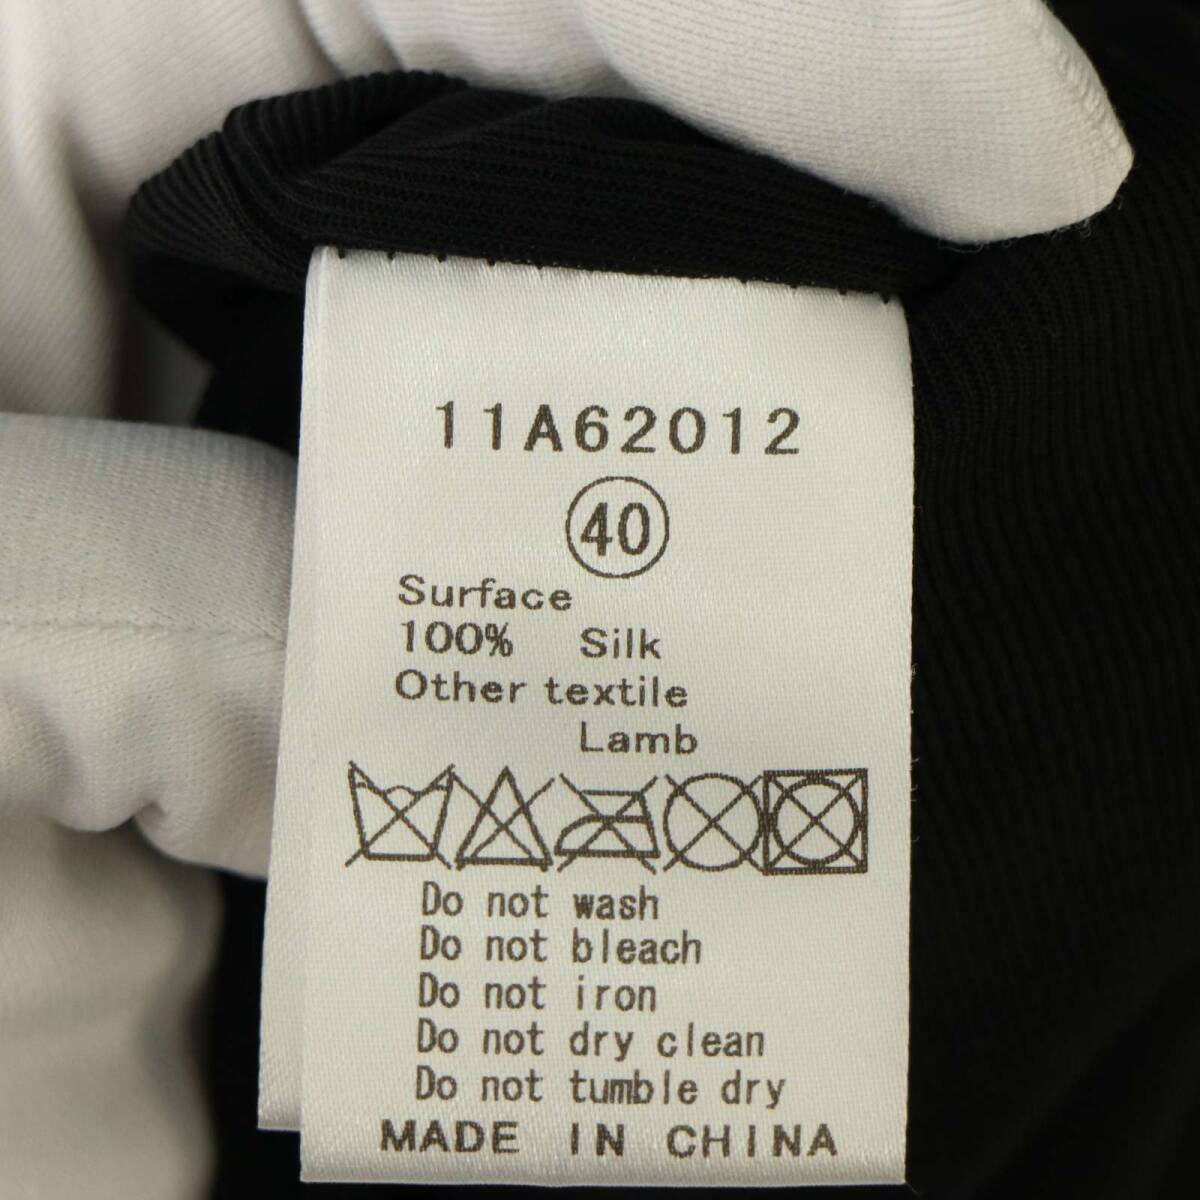 11A62012
40
Surface
100% Silk
Other textile
Lamb
Do not wash
Do not bleach
Do not iron
Do not dry clean
Do not tumble dry
MADE IN CHINA